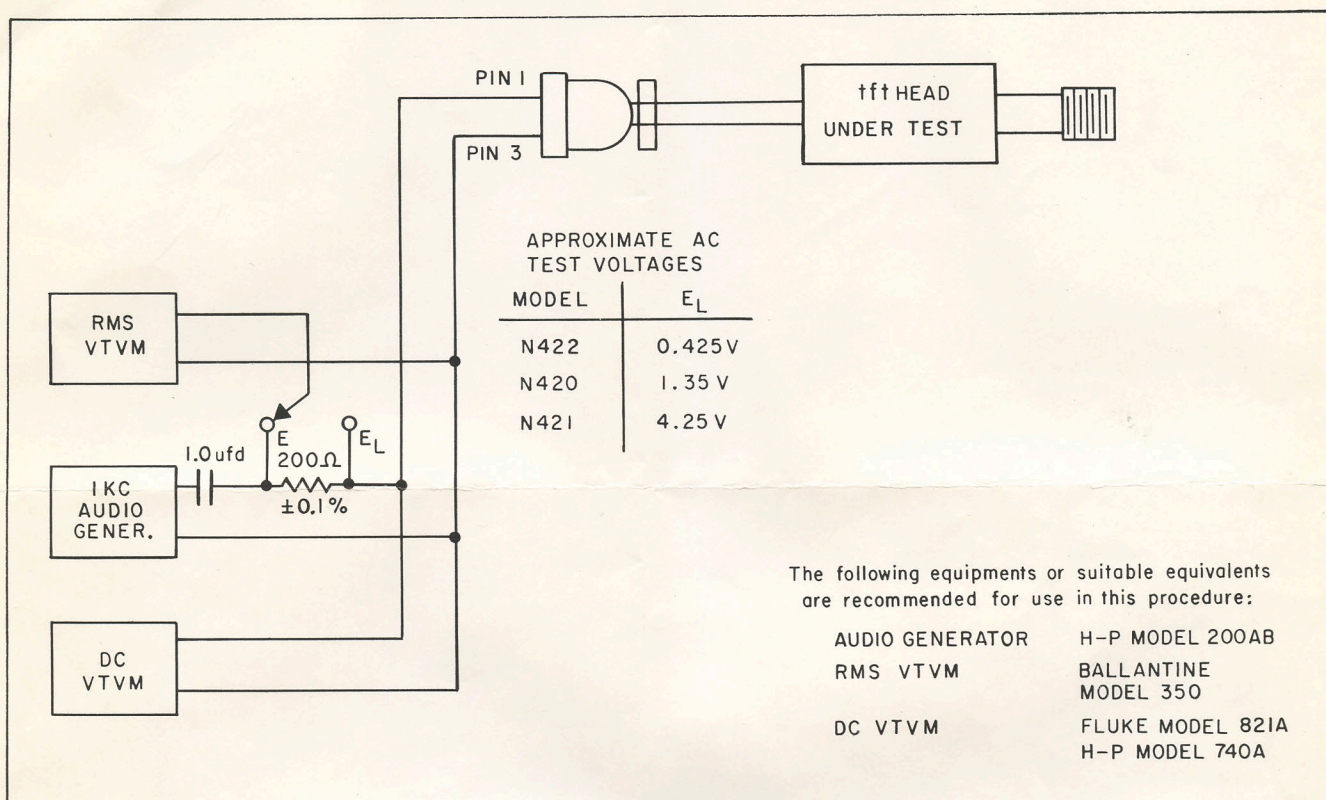 PIN 1
PIN 3
tft HEAD
UNDER TEST
APPROXIMATE AC
TEST VOLTAGES
MODEL EL
N422 0.425V
N420 1.35 V
N421 4.25 V
RMS
VTVM
E
EL
1.0ufd
200Ω
±0.1%
1KC
AUDIO
GENER.
DC
VTVM
The following equipments or suitable equivalents
are recommended for use in this procedure:
AUDIO GENERATOR H-P MODEL 200AB
RMS VTVM BALLANTINE
MODEL 350
DC VTVM FLUKE MODEL 821A
H-P MODEL 740A